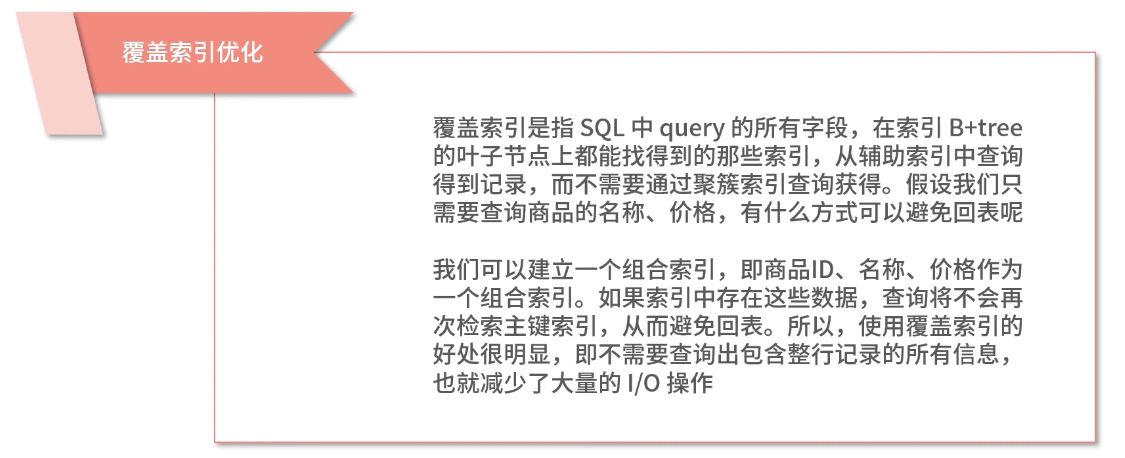 覆盖索引优化
覆盖索引是指 SQL 中 query 的所有字段，在索引 B+tree
的叶子节点上都能找得到的那些索引，从辅助索引中查询
得到记录，而不需要通过聚簇索引查询获得。假设我们只
需要查询商品的名称、价格，有什么方式可以避免回表呢
我们可以建立一个组合索引，即商品ID、名称、价格作为
一个组合索引。如果索引中存在这些数据，查询将不会再
次检索主键索引，从而避免回表。所以，使用覆盖索引的
好处很明显，即不需要查询出包含整行记录的所有信息，
也就减少了大量的 I/O 操作